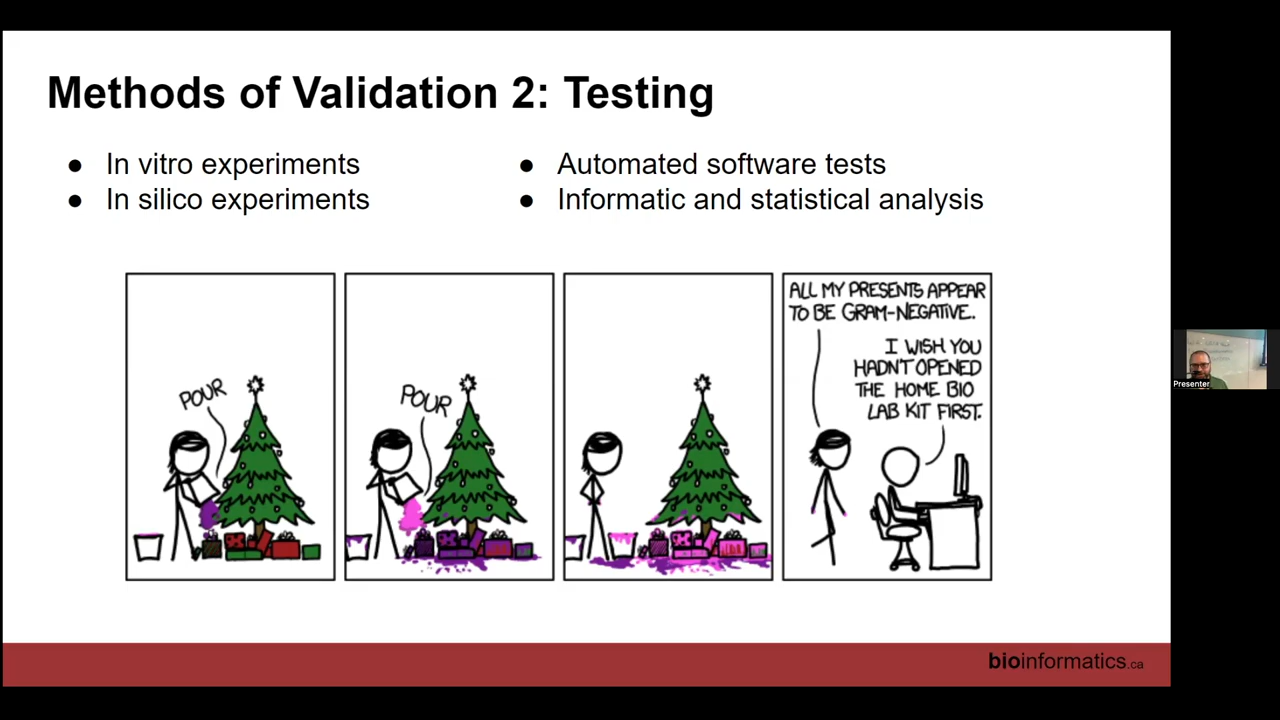 Methods of Validation 2: Testing
● In vitro experiments
● In silico experiments
● Automated software tests
● Informatic and statistical analysis
POUR
POUR
ALL MY PRESENTS APPEAR
TO BE GRAM-NEGATIVE.
I WISH YOU
HADN'T OPENED
THE HOME BIO
LAB KIT FIRST.
Presenter
bioinformatics.ca